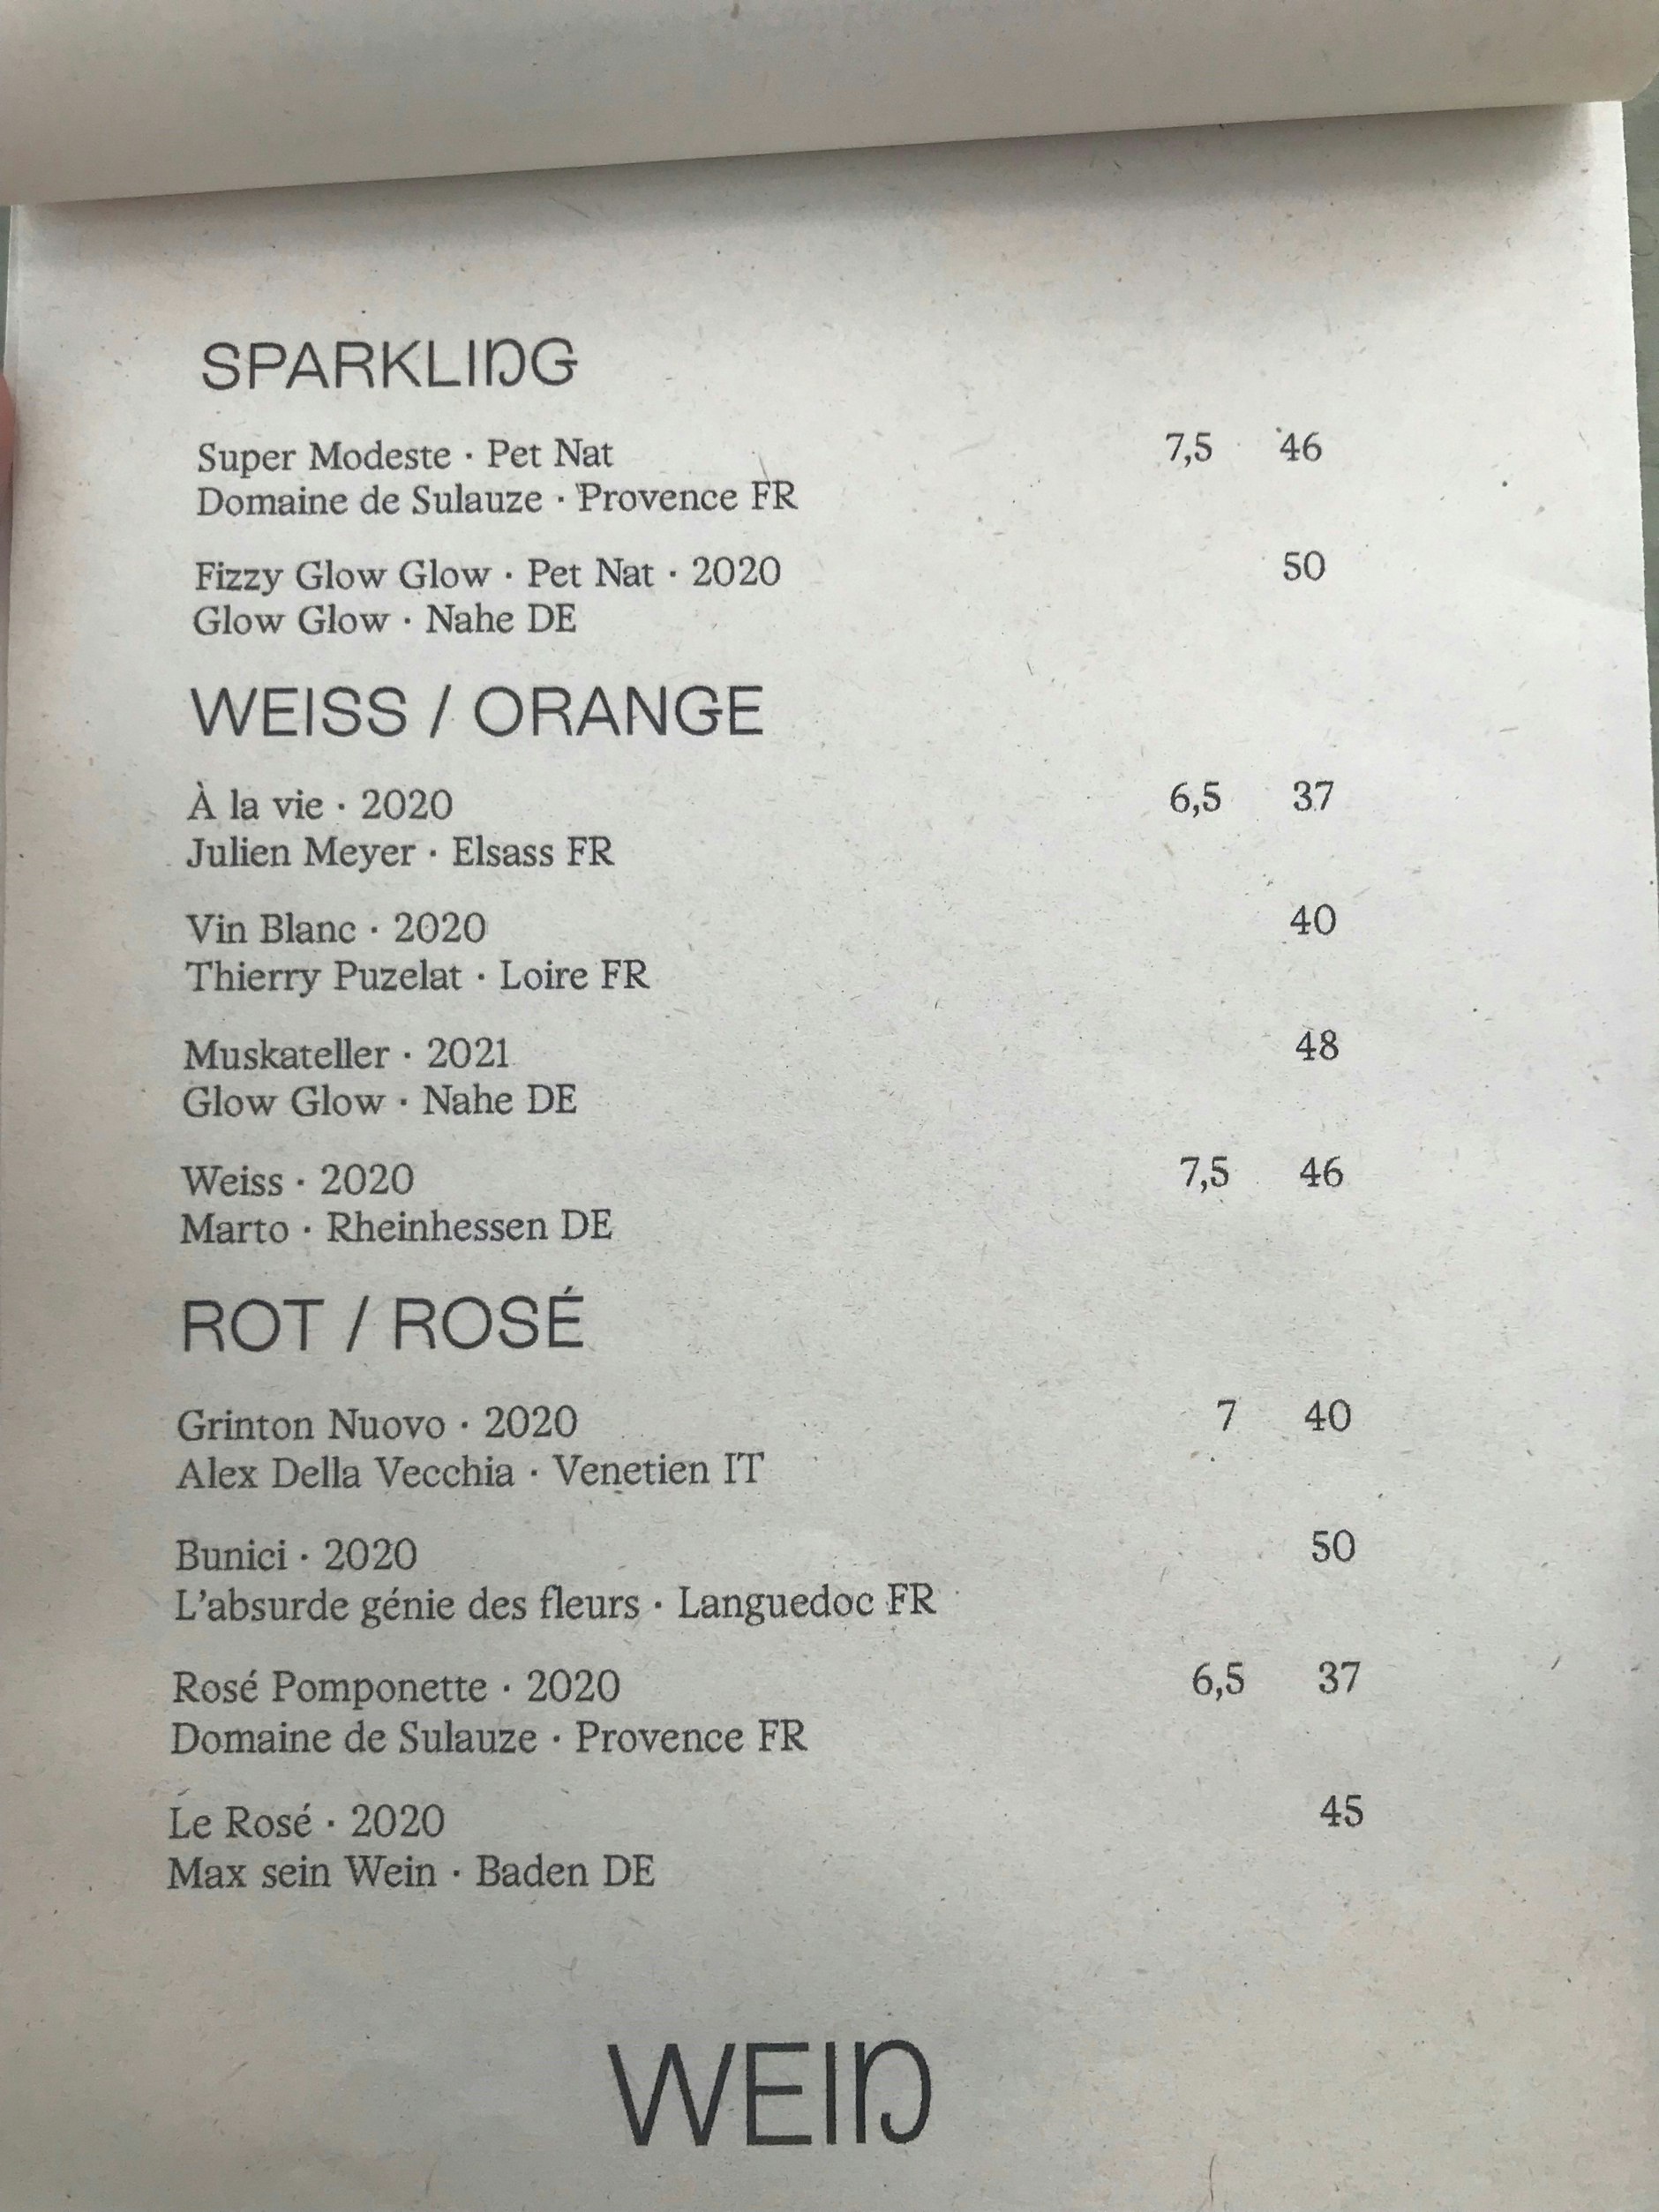 SPARKLING
Super Modeste · Pet Nat 7,5 46
Domaine de Sulauze · Provence FR
Fizzy Glow Glow · Pet Nat · 2020 50
Glow Glow · Nahe DE
WEISS / ORANGE
À la vie · 2020 6,5 37
Julien Meyer · Elsass FR
Vin Blanc · 2020 40
Thierry Puzelat · Loire FR
Muskateller · 2021 48
Glow Glow · Nahe DE
Weiss · 2020 7,5 46
Marto · Rheinhessen DE
ROT / ROSÉ
Grinton Nuovo · 2020 7 40
Alex Della Vecchia · Venetien IT
Bunici · 2020 50
L’absurde génie des fleurs · Languedoc FR
Rosé Pomponette · 2020 6,5 37
Domaine de Sulauze · Provence FR
Le Rosé · 2020 45
Max sein Wein · Baden DE
WEIN